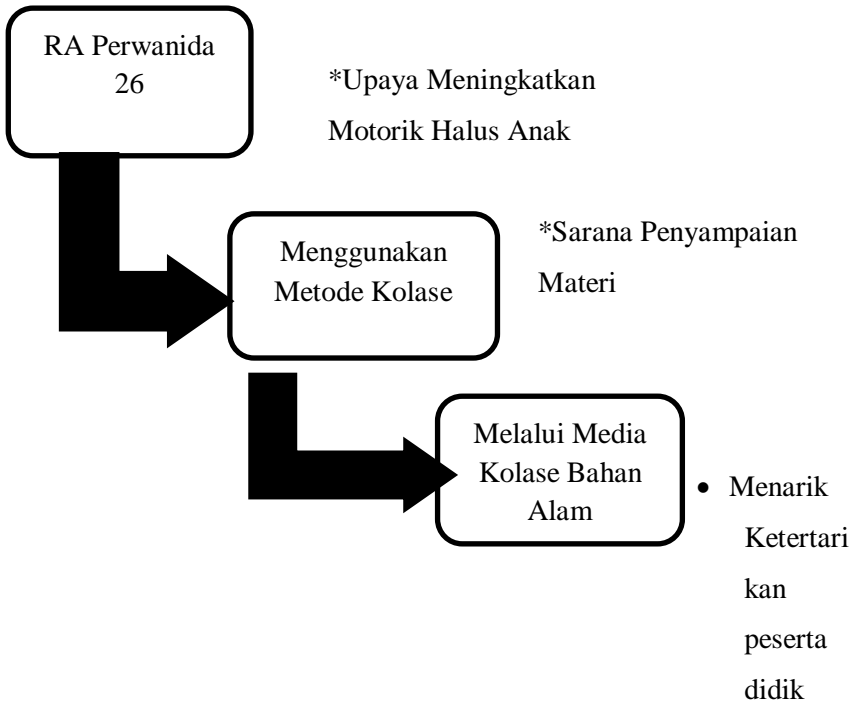 RA Perwanida
26
*Upaya Meningkatkan
Motorik Halus Anak
Menggunakan
Metode Kolase
*Sarana Penyampaian
Materi
Melalui Media
Kolase Bahan
Alam
• Menarik
Ketertari
kan
peserta
didik